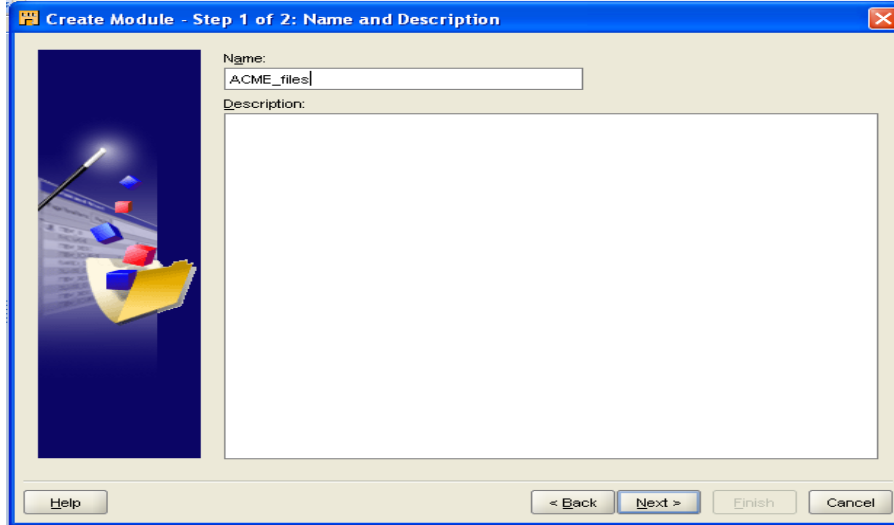 Create Module - Step 1 of 2: Name and Description
Name:
ACME_files
Description:
Help
< Back
Next >
Finish
Cancel